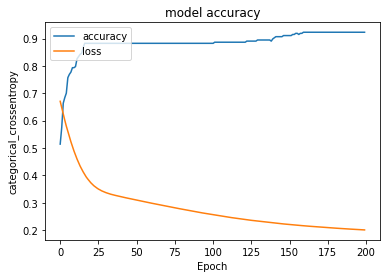 model accuracy
accuracy
loss
categorical_crossentropy
0.9
0.8
0.7
0.6
0.5
0.4
0.3
0.2
0 25 50 75 100 125 150 175 200
Epoch